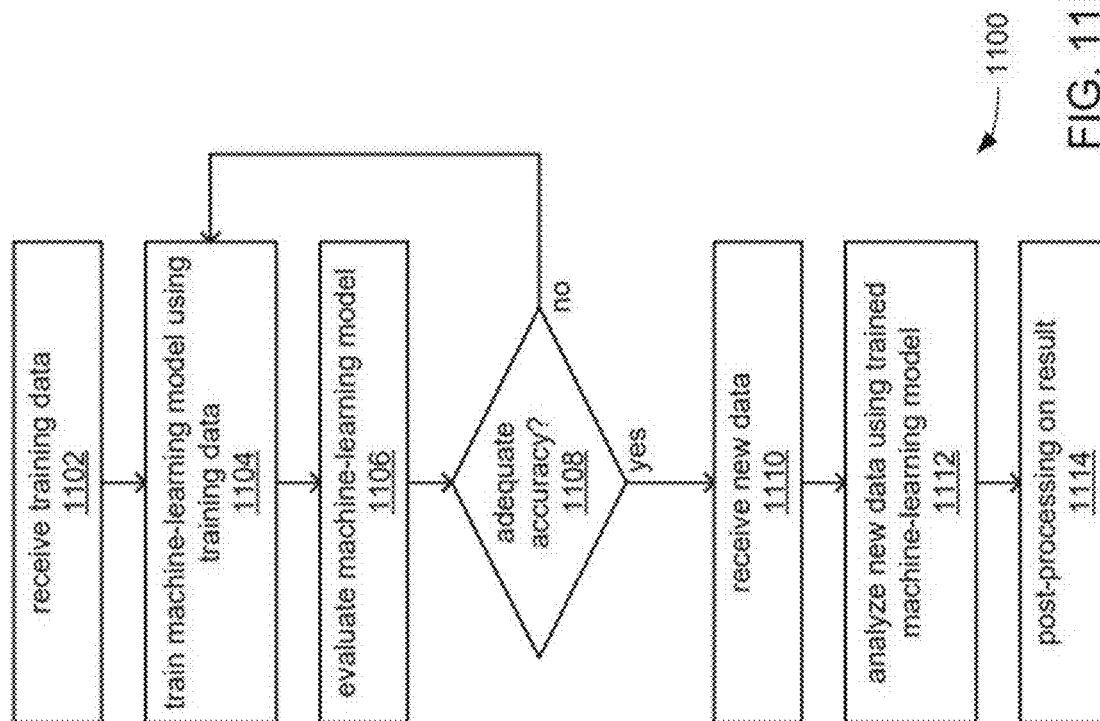 receive training data
1102
train machine-learning model using
training data
1104
evaluate machine-learning model
1106
adequate
accuracy?
1108
no
yes
receive new data
1110
analyze new data using trained
machine-learning model
1112
post-processing on result
1114
1100
FIG. 11